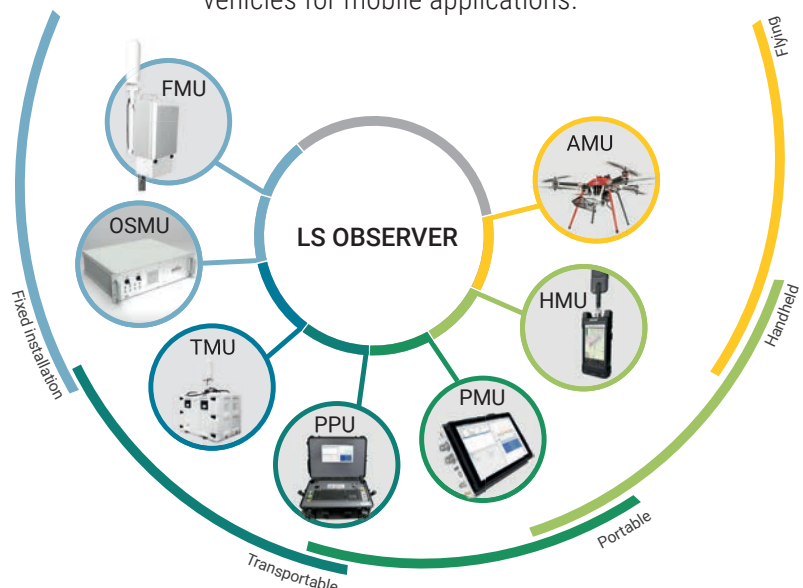 vehicles for mobile applications.
Flying
FMU
AMU
OSMU
LS OBSERVER
HMU
Fixed installation
Handheld
TMU
PMU
PPU
Portable
Transportable